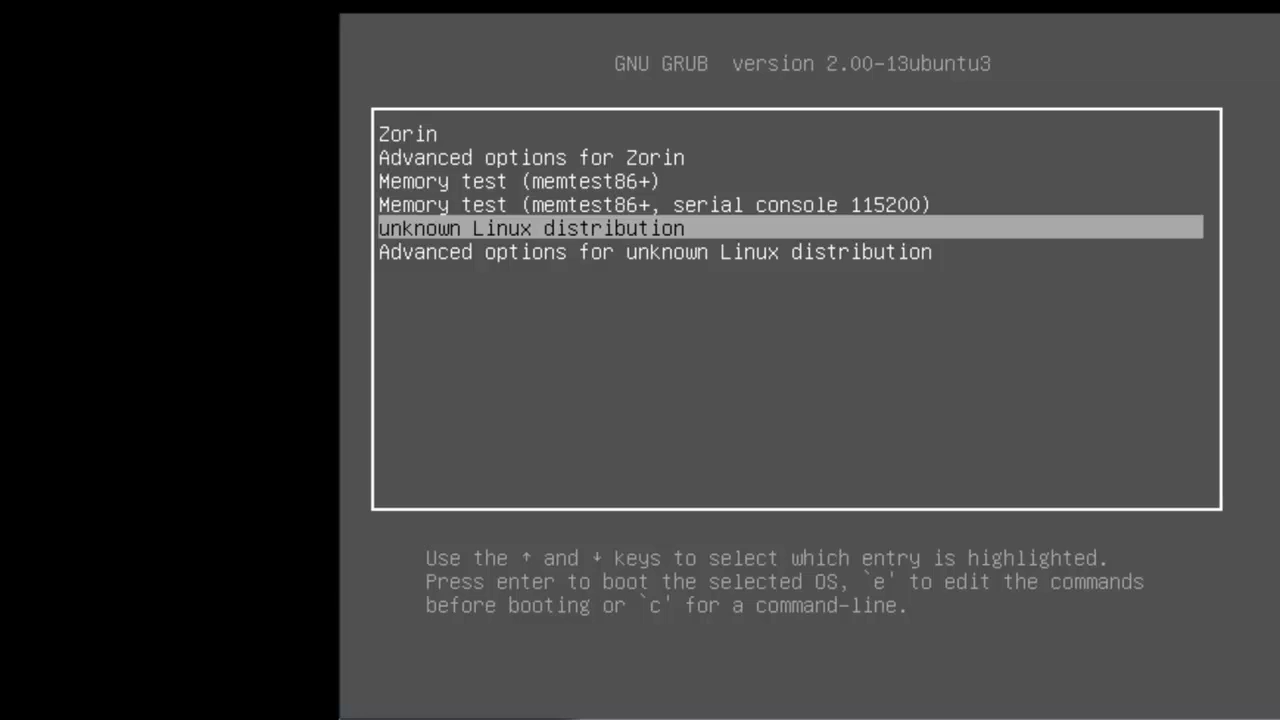 GNU GRUB  version 2.00-13ubuntu3
Zorin
Advanced options for Zorin
Memory test (memtest86+)
Memory test (memtest86+, serial console 115200)
unknown Linux distribution
Advanced options for unknown Linux distribution
Use the ↑ and ↓ keys to select which entry is highlighted.
Press enter to boot the selected OS, `e' to edit the commands
before booting or `c' for a command-line.